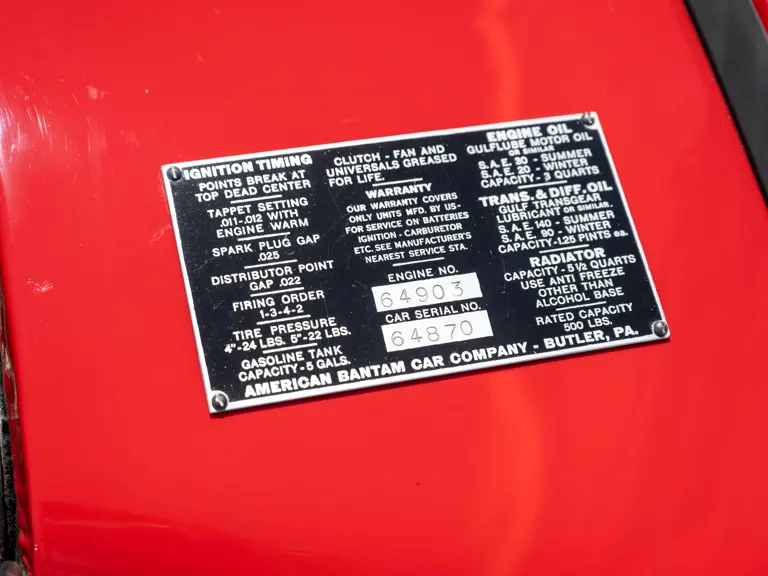 IGNITION TIMING
POINTS BREAK AT
TOP DEAD CENTER
TAPPET SETTING
.011-.012 WITH
ENGINE WARM
SPARK PLUG GAP
.025
DISTRIBUTOR POINT
GAP .022
FIRING ORDER
1-3-4-2
TIRE PRESSURE
4"-24 LBS. 5"-22 LBS.
GASOLINE TANK
CAPACITY-5 GALS.
CLUTCH - FAN AND
UNIVERSALS GREASED
FOR LIFE.
WARRANTY
OUR WARRANTY COVERS
ONLY UNITS MFD. BY US-
FOR SERVICE ON BATTERIES
IGNITION - CARBURETOR
ETC. SEE MANUFACTURER'S
NEAREST SERVICE STA.
ENGINE NO.
64903
CAR SERIAL NO.
64870
ENGINE OIL
GULFLUBE MOTOR OIL
OR SIMILAR
S.A.E. 30 - SUMMER
S.A.E. 20 - WINTER
CAPACITY - 3 QUARTS
TRANS. & DIFF. OIL
GULF TRANSGEAR
LUBRICANT OR SIMILAR.
S.A.E. 140 - SUMMER
S.A.E. 90 - WINTER
CAPACITY-1.25 PINTS ea.
RADIATOR
CAPACITY - 5½ QUARTS
USE ANTI FREEZE
OTHER THAN
ALCOHOL BASE
RATED CAPACITY
500 LBS.
AMERICAN BANTAM CAR COMPANY - BUTLER, PA.